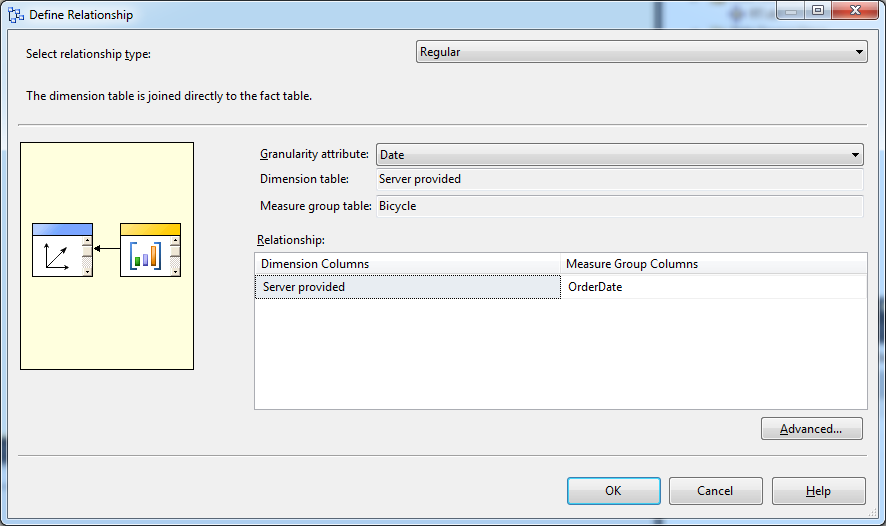 Define Relationship
Select relationship type:
Regular
The dimension table is joined directly to the fact table.
Granularity attribute:
Date
Dimension table:
Server provided
Measure group table:
Bicycle
Relationship:
Dimension Columns
Measure Group Columns
Server provided
OrderDate
Advanced...
OK
Cancel
Help